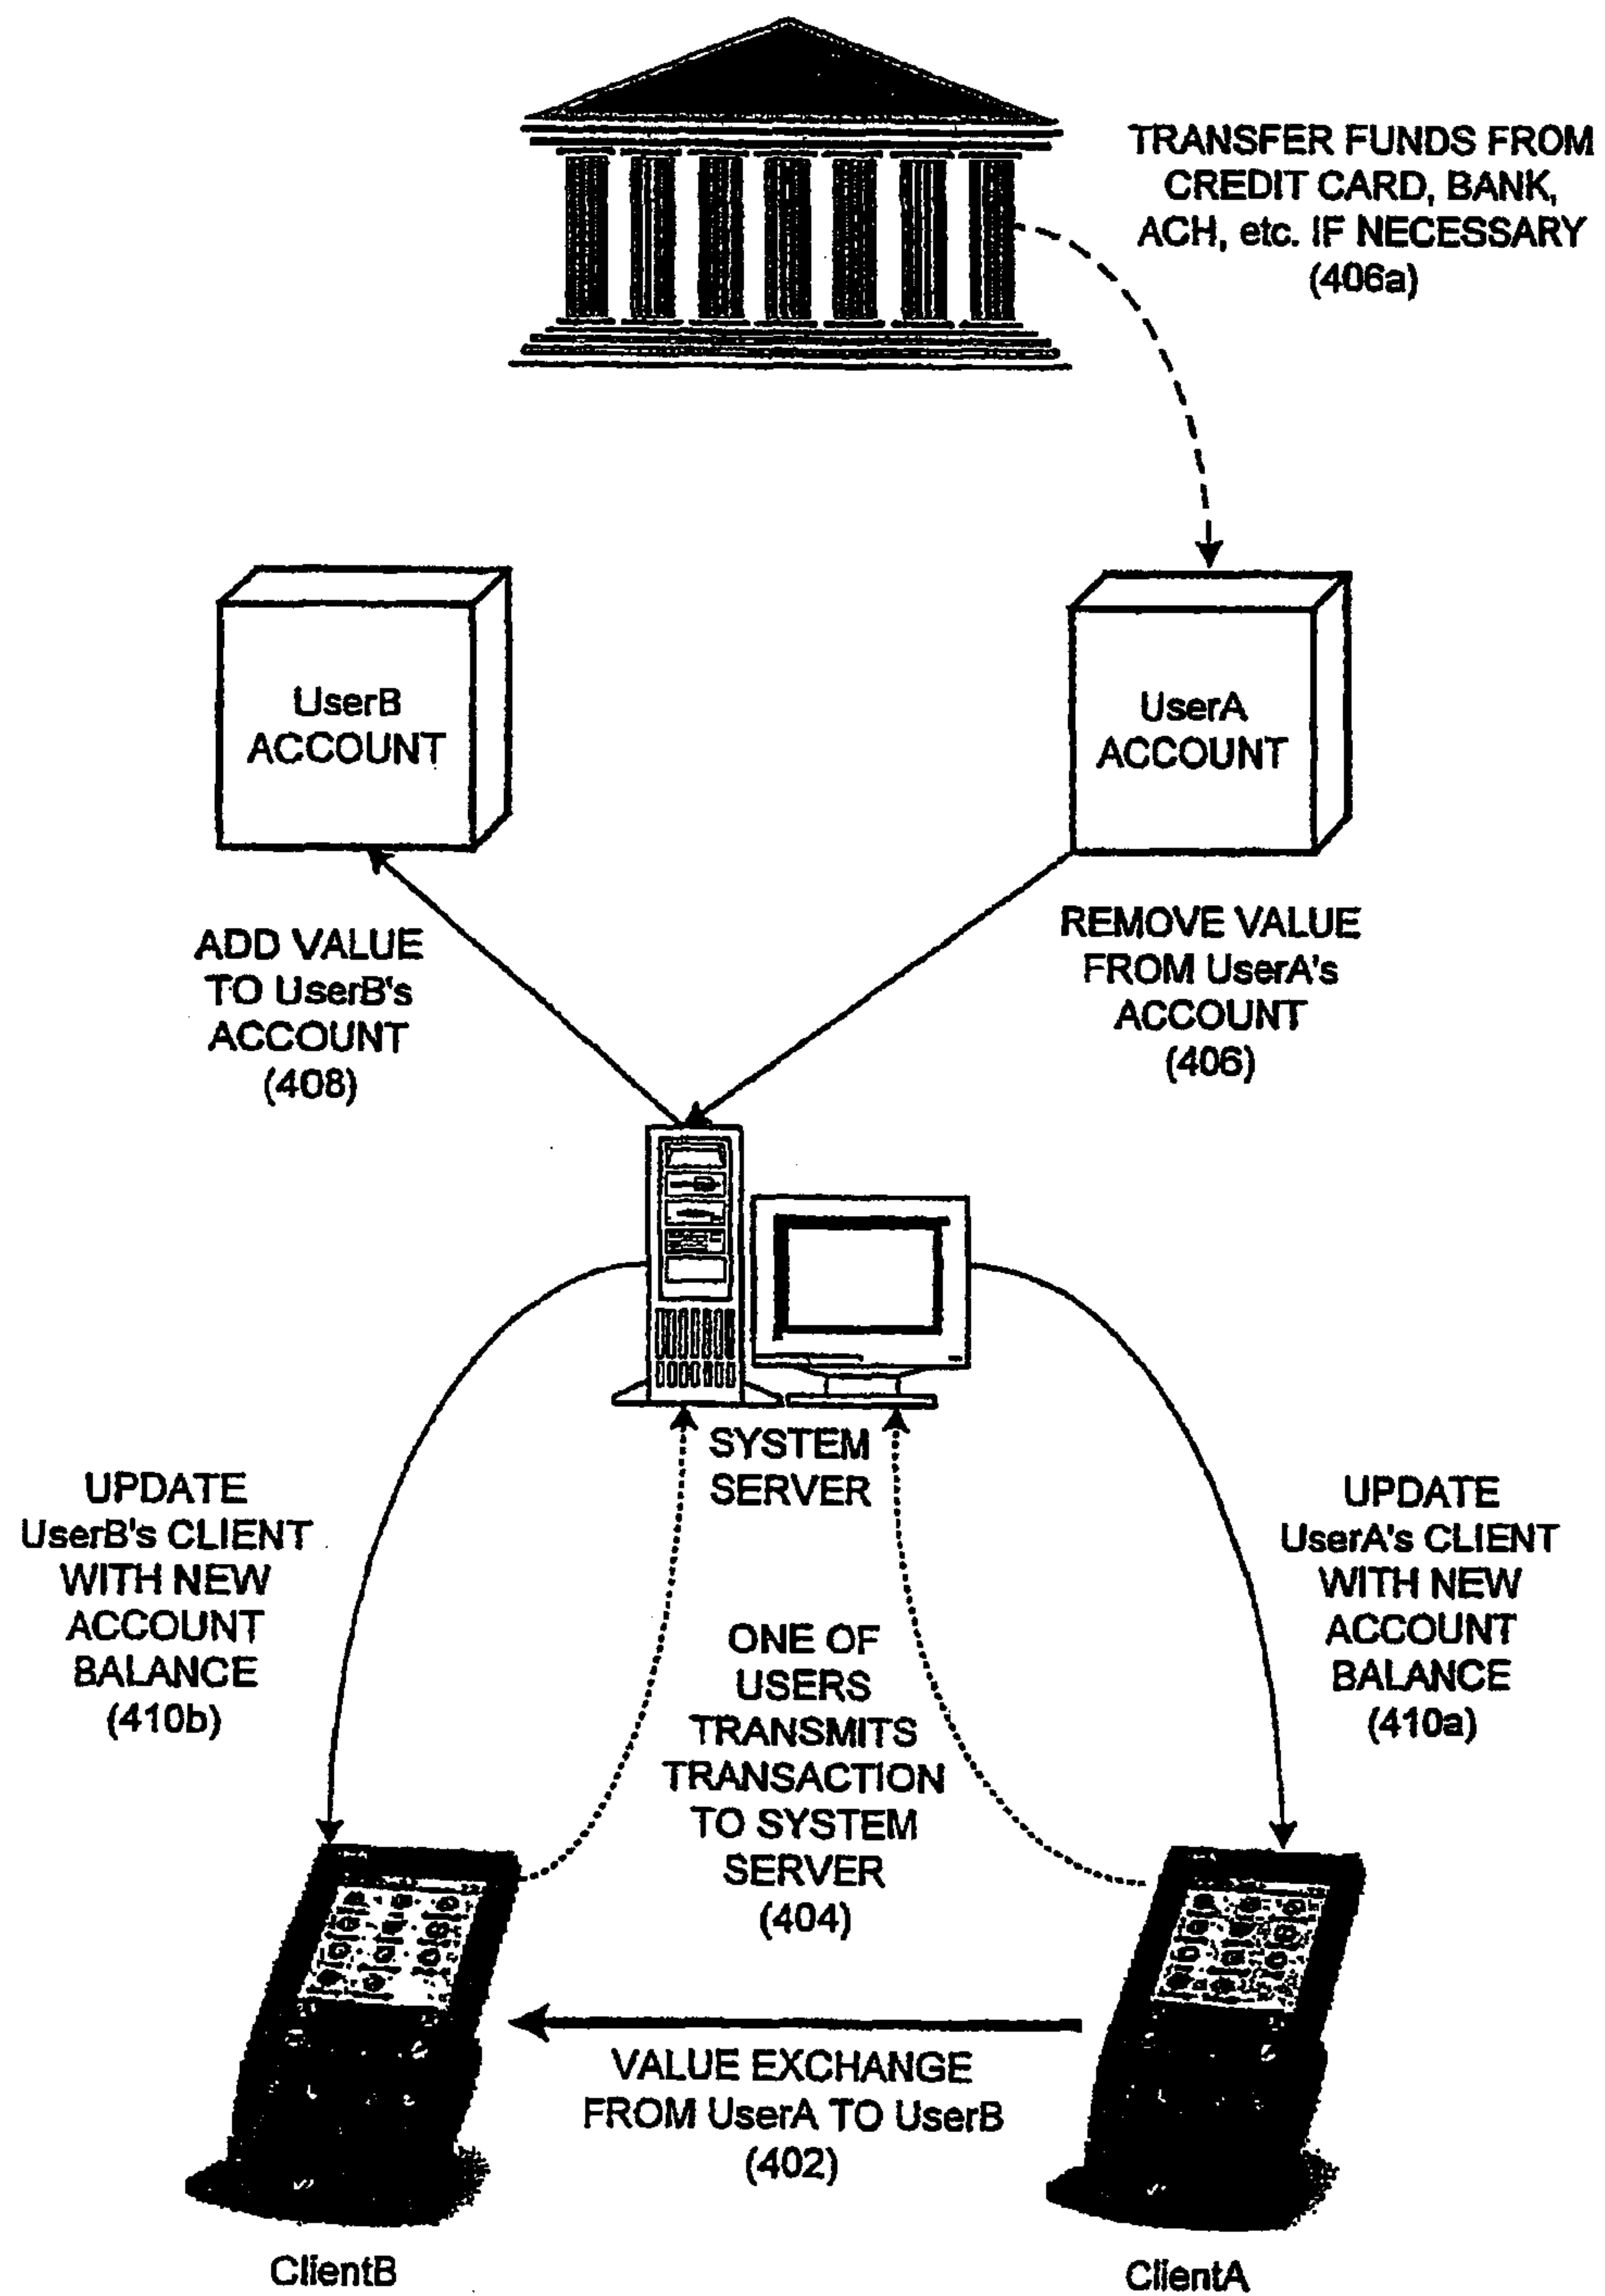 TRANSFER FUNDS FROM
CREDIT CARD, BANK,
ACH, etc. IF NECESSARY
(406a)
UserB
ACCOUNT
UserA
ACCOUNT
ADD VALUE
TO UserB's
ACCOUNT
(408)
REMOVE VALUE
FROM UserA's
ACCOUNT
(406)
SYSTEM
SERVER
UPDATE
UserB's CLIENT
WITH NEW
ACCOUNT
BALANCE
(410b)
ONE OF
USERS
TRANSMITS
TRANSACTION
TO SYSTEM
SERVER
(404)
UPDATE
UserA's CLIENT
WITH NEW
ACCOUNT
BALANCE
(410a)
VALUE EXCHANGE
FROM UserA TO UserB
(402)
ClientB
ClientA